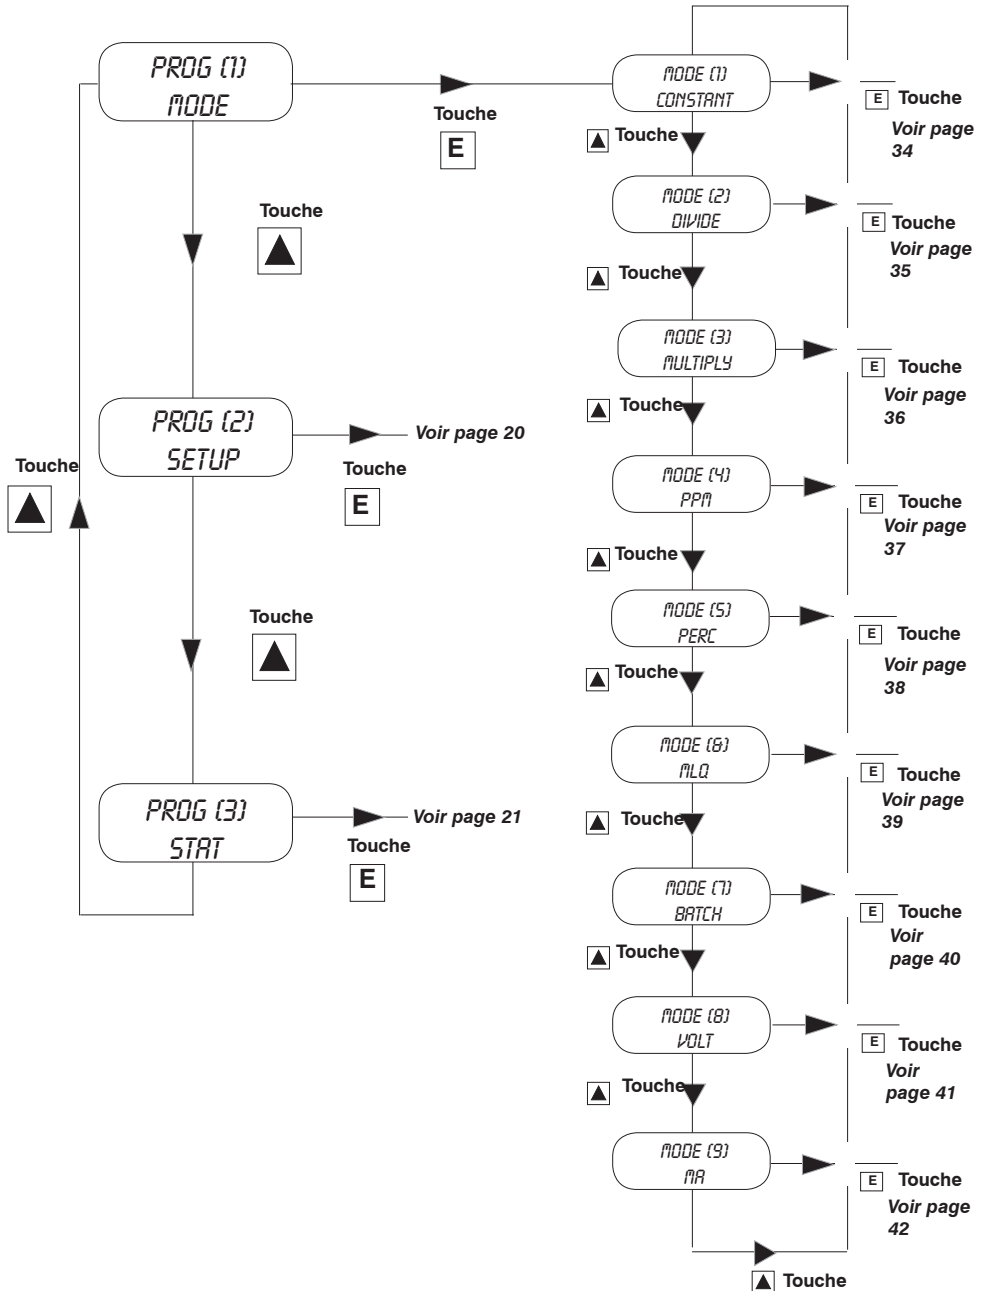 PROG (1)
MODE
Touche
E
Touche
PROG (2)
SETUP
Voir page 20
Touche
E
Touche
Touche
PROG (3)
STAT
Voir page 21
Touche
E
MODE (1)
CONSTANT
E Touche
Voir page
34
Touche
MODE (2)
DIVIDE
E Touche
Voir page
35
Touche
MODE (3)
MULTIPLY
E Touche
Voir page
36
Touche
MODE (4)
PPM
E Touche
Voir page
37
Touche
MODE (5)
PERC
E Touche
Voir page
38
Touche
MODE (&)
MLQ
E Touche
Voir page
39
Touche
MODE (7)
BATCH
E Touche
Voir
page 40
Touche
MODE (8)
VOLT
E Touche
Voir
page 41
Touche
MODE (9)
MA
E Touche
Voir page
42
Touche